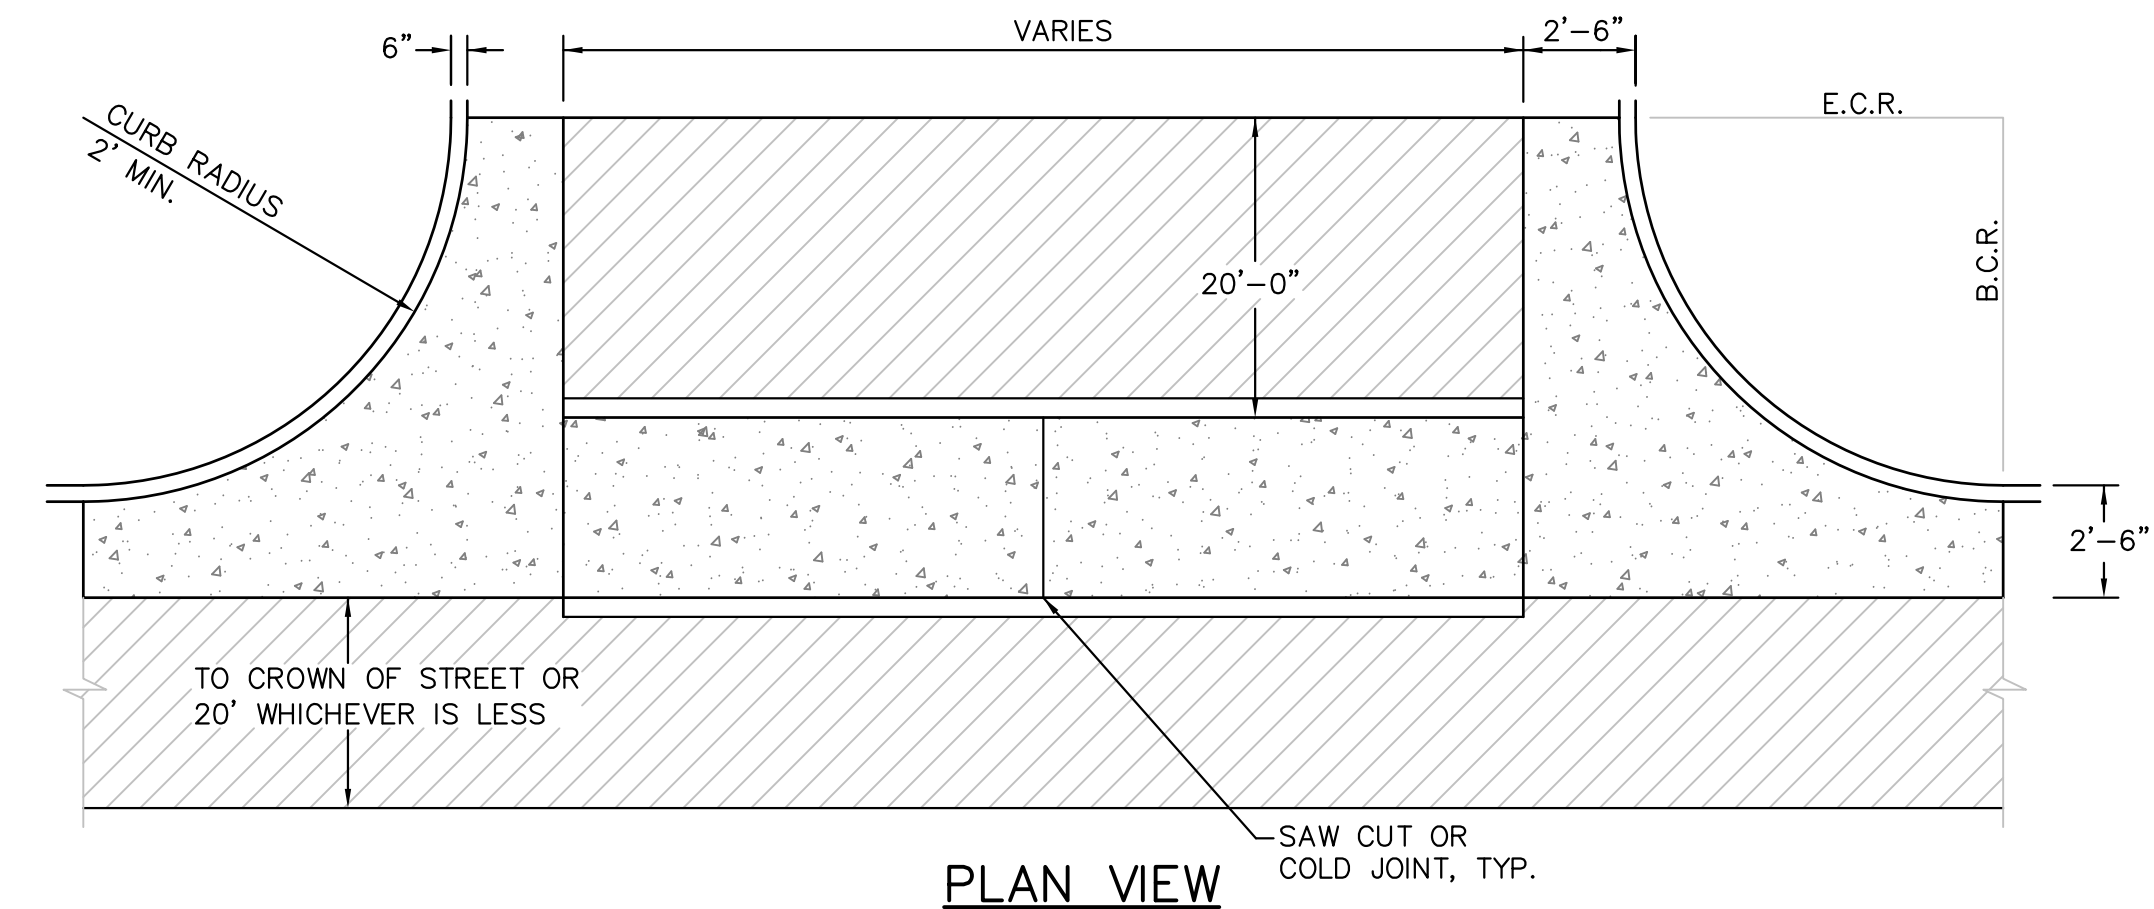 6”
VARIES
2’-6”
E.C.R.
CURB RADIUS
2’ MIN.
B.C.R.
20’-0”
2’-6”
TO CROWN OF STREET OR
20’ WHICHEVER IS LESS
SAW CUT OR
COLD JOINT, TYP.
PLAN VIEW